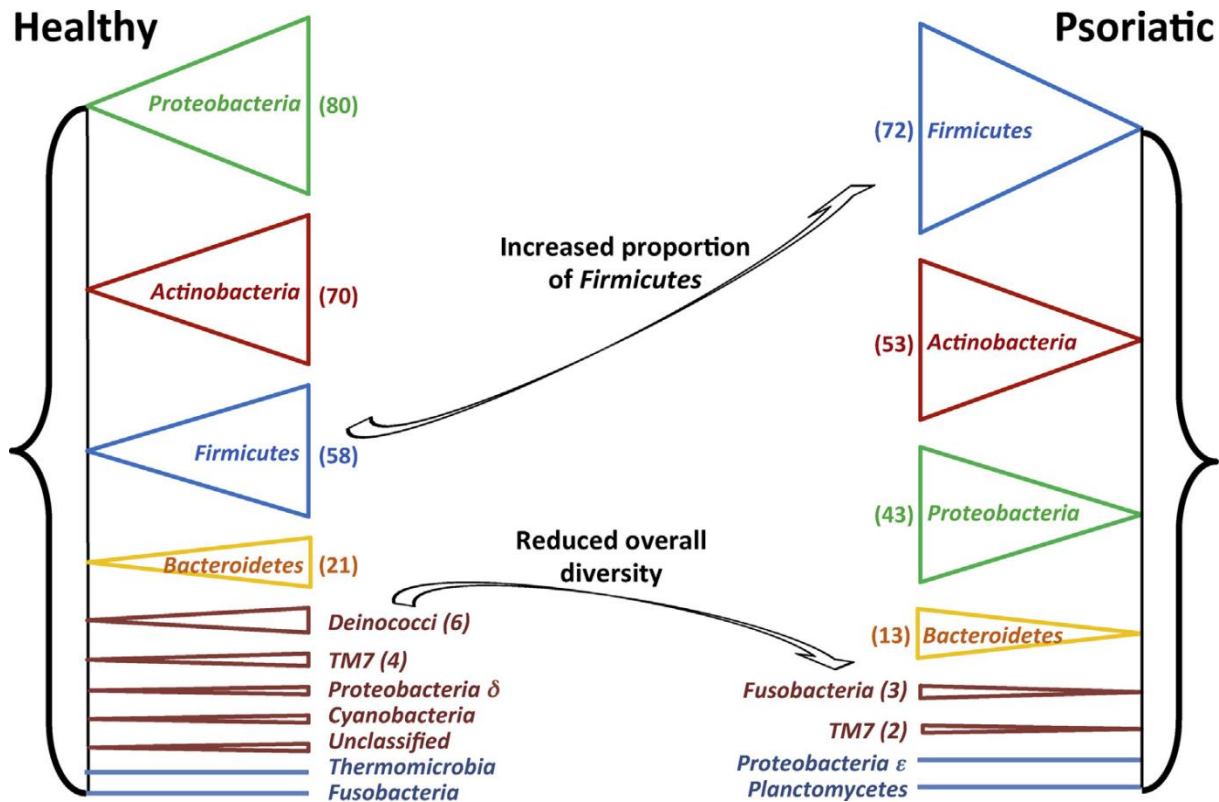 Healthy
Psoriatic
Proteobacteria (80)
Actinobacteria (70)
Firmicutes (58)
Bacteroidetes (21)
Deinococci (6)
TM7 (4)
Proteobacteria δ
Cyanobacteria
Unclassified
Thermomicrobia
Fusobacteria
Increased proportion
of Firmicutes
Reduced overall
diversity
(72) Firmicutes
(53) Actinobacteria
(43) Proteobacteria
(13) Bacteroidetes
Fusobacteria (3)
TM7 (2)
Proteobacteria ε
Planctomycetes